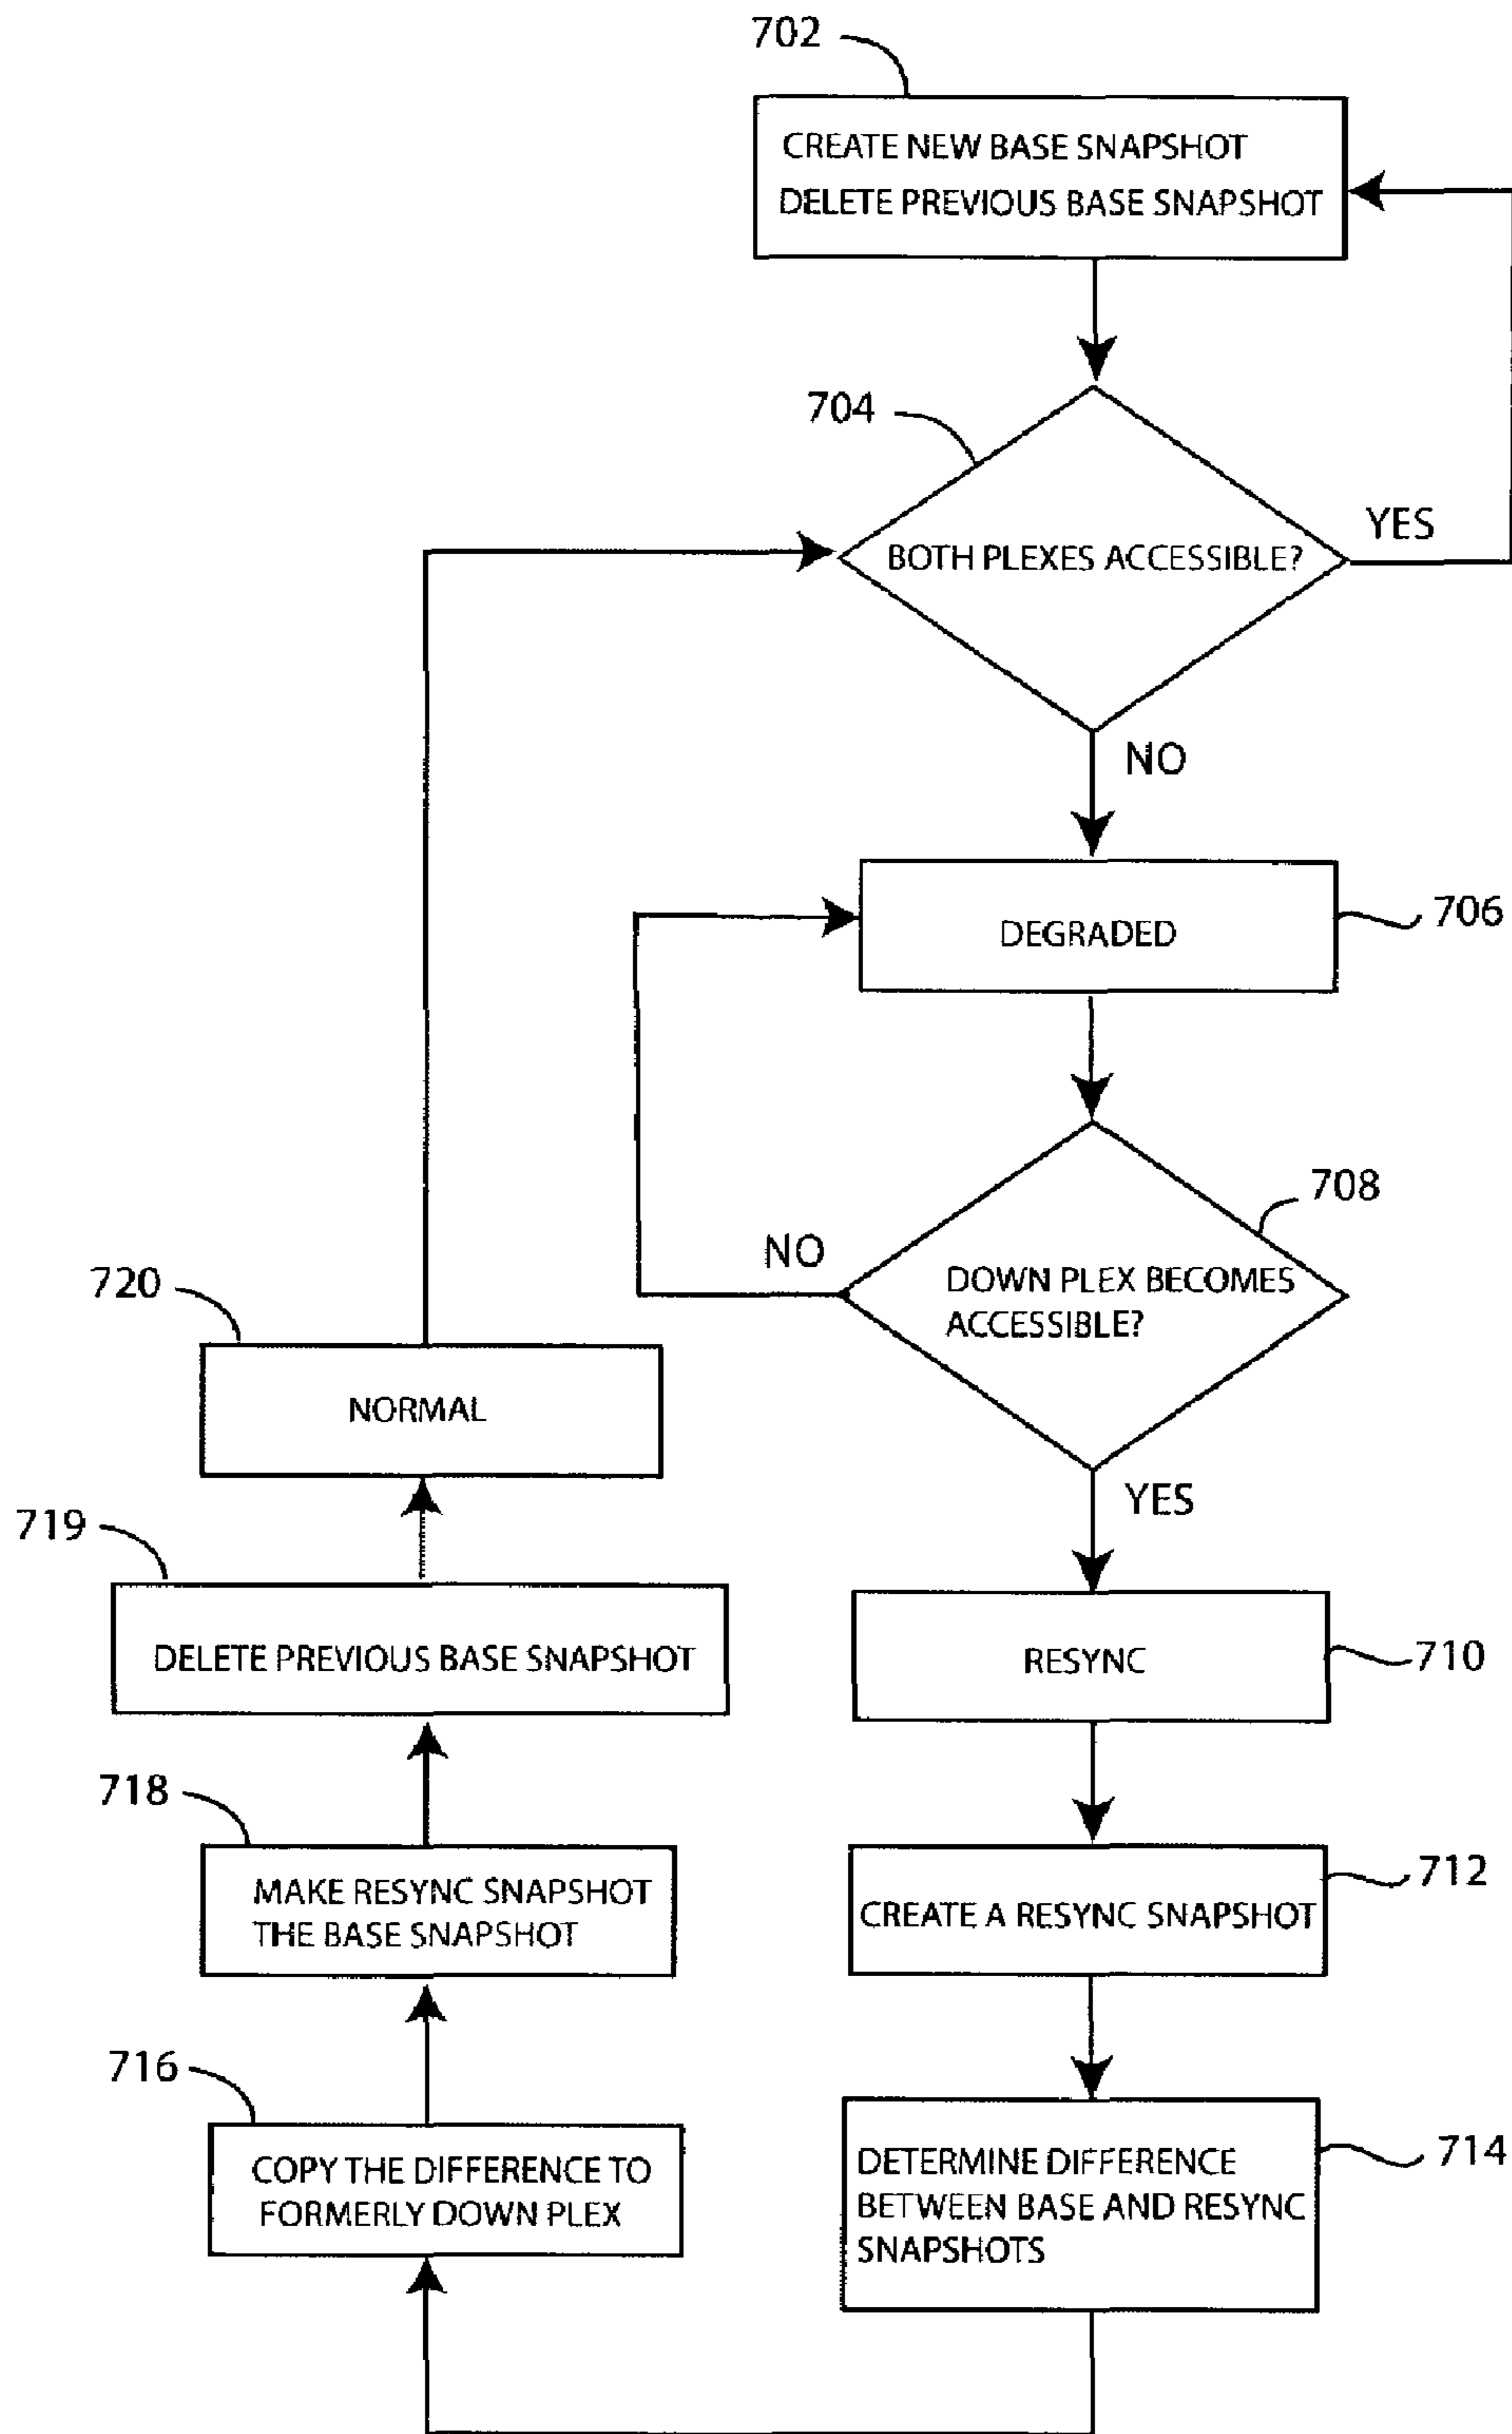 702
CREATE NEW BASE SNAPSHOT
DELETE PREVIOUS BASE SNAPSHOT
704
BOTH PLEXES ACCESSIBLE?
YES
NO
DEGRADED
706
708
DOWN PLEX BECOMES
ACCESSIBLE?
NO
YES
RESYNC
710
CREATE A RESYNC SNAPSHOT
712
DETERMINE DIFFERENCE
BETWEEN BASE AND RESYNC
SNAPSHOTS
714
716
COPY THE DIFFERENCE TO
FORMERLY DOWN PLEX
718
MAKE RESYNC SNAPSHOT
THE BASE SNAPSHOT
719
DELETE PREVIOUS BASE SNAPSHOT
720
NORMAL